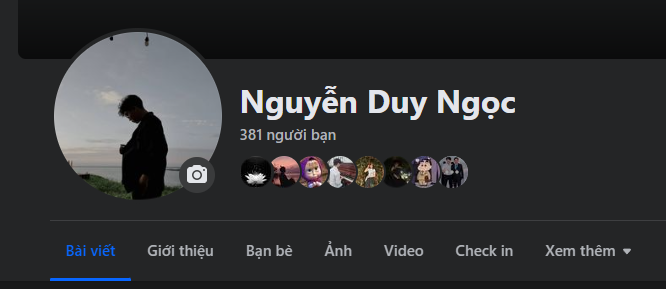 Nguyễn Duy Ngọc
381 người bạn
Bài viết Giới thiệu Bạn bè Ảnh Video Check in Xem thêm